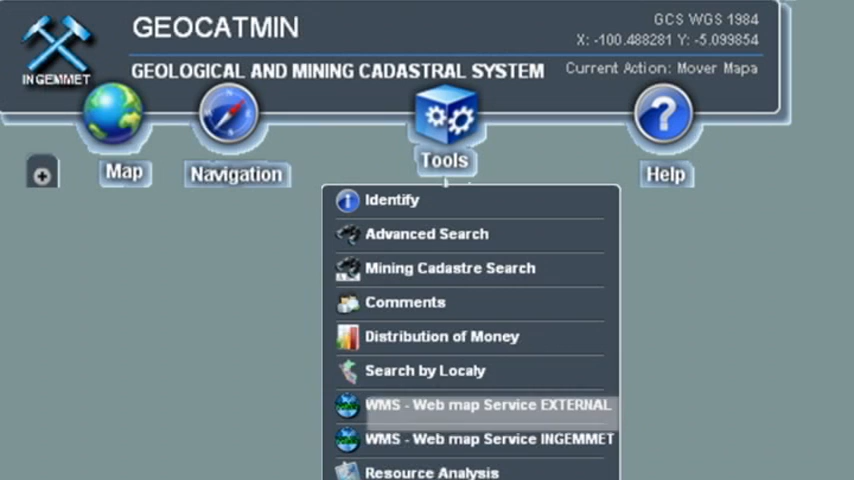 GEOCATMIN
GCS WGS 1984
X: -100.488281 Y: -5.099854
INGEMMET
GEOLOGICAL AND MINING CADASTRAL SYSTEM
Current Action: Mover Mapa
Map
Navigation
Tools
Help
Identify
Advanced Search
Mining Cadastre Search
Comments
Distribution of Money
Search by Localy
WMS - Web map Service EXTERNAL
WMS - Web map Service INGEMMET
Resource Analysis